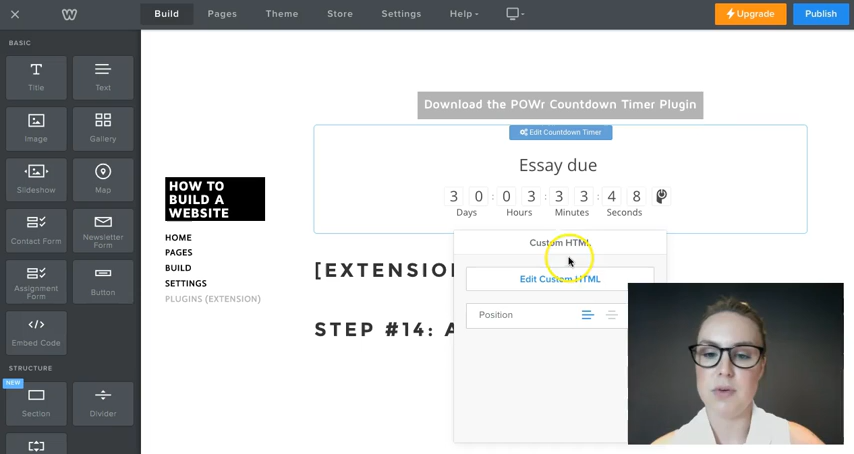 Build Pages Theme Store Settings Help Upgrade Publish
BASIC
Title Text
Image Gallery
Slideshow Map
Contact Form Newsletter Form
Assignment Form Button
Embed Code
STRUCTURE
NEW
Section Divider
HOW TO
BUILD A
WEBSITE
HOME
PAGES
BUILD
SETTINGS
PLUGINS (EXTENSION)
Download the POWr Countdown Timer Plugin
Edit Countdown Timer
Essay due
3 0 : 0 3 : 3 3 : 4 8
Days Hours Minutes Seconds
Custom HTML
Edit Custom HTML
Position
[EXTENSION
STEP #14: A